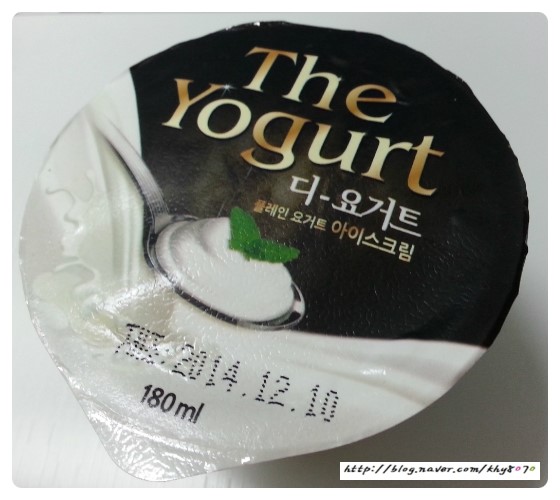 The
Yogurt
디-요거트
플레인 요거트 아이스크림
2014.12.10
180ml
http://blog.naver.com/khy8070